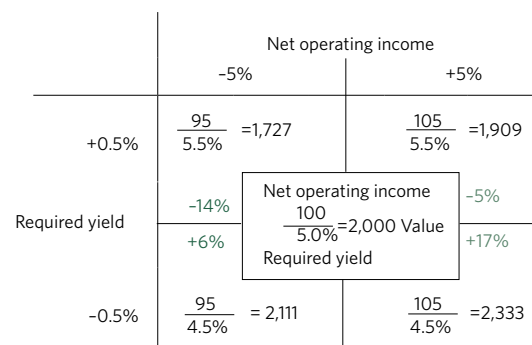 Net operating income
-5% +5%
+0.5%
95
5.5% =1,727
105
5.5% =1,909
Required yield
-14% -5%
+6% +17%
Net operating income
100
5.0% =2,000 Value
Required yield
-0.5%
95
4.5% = 2,111
105
4.5% = 2,333